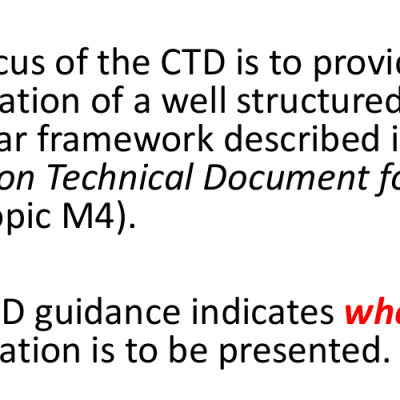 cus of the CTD is to provi
ation of a well structured
ar framework described i
on Technical Document fo
opic M4).
D guidance indicates wh
ation is to be presented.